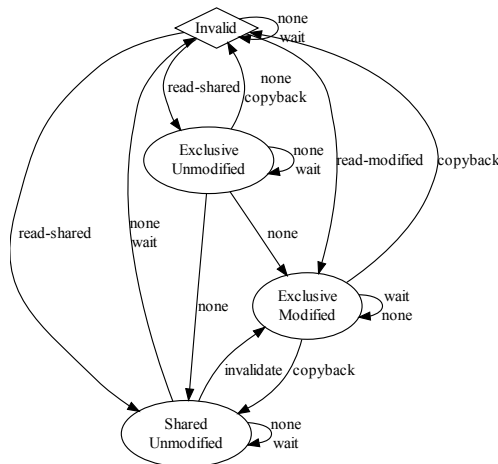 Invalid
none
wait
read-shared
none
copyback
Exclusive
Unmodified
none
wait
read-modified
copyback
read-shared
none
wait
none
none
Exclusive
Modified
wait
none
invalidate
copyback
Shared
Unmodified
none
wait